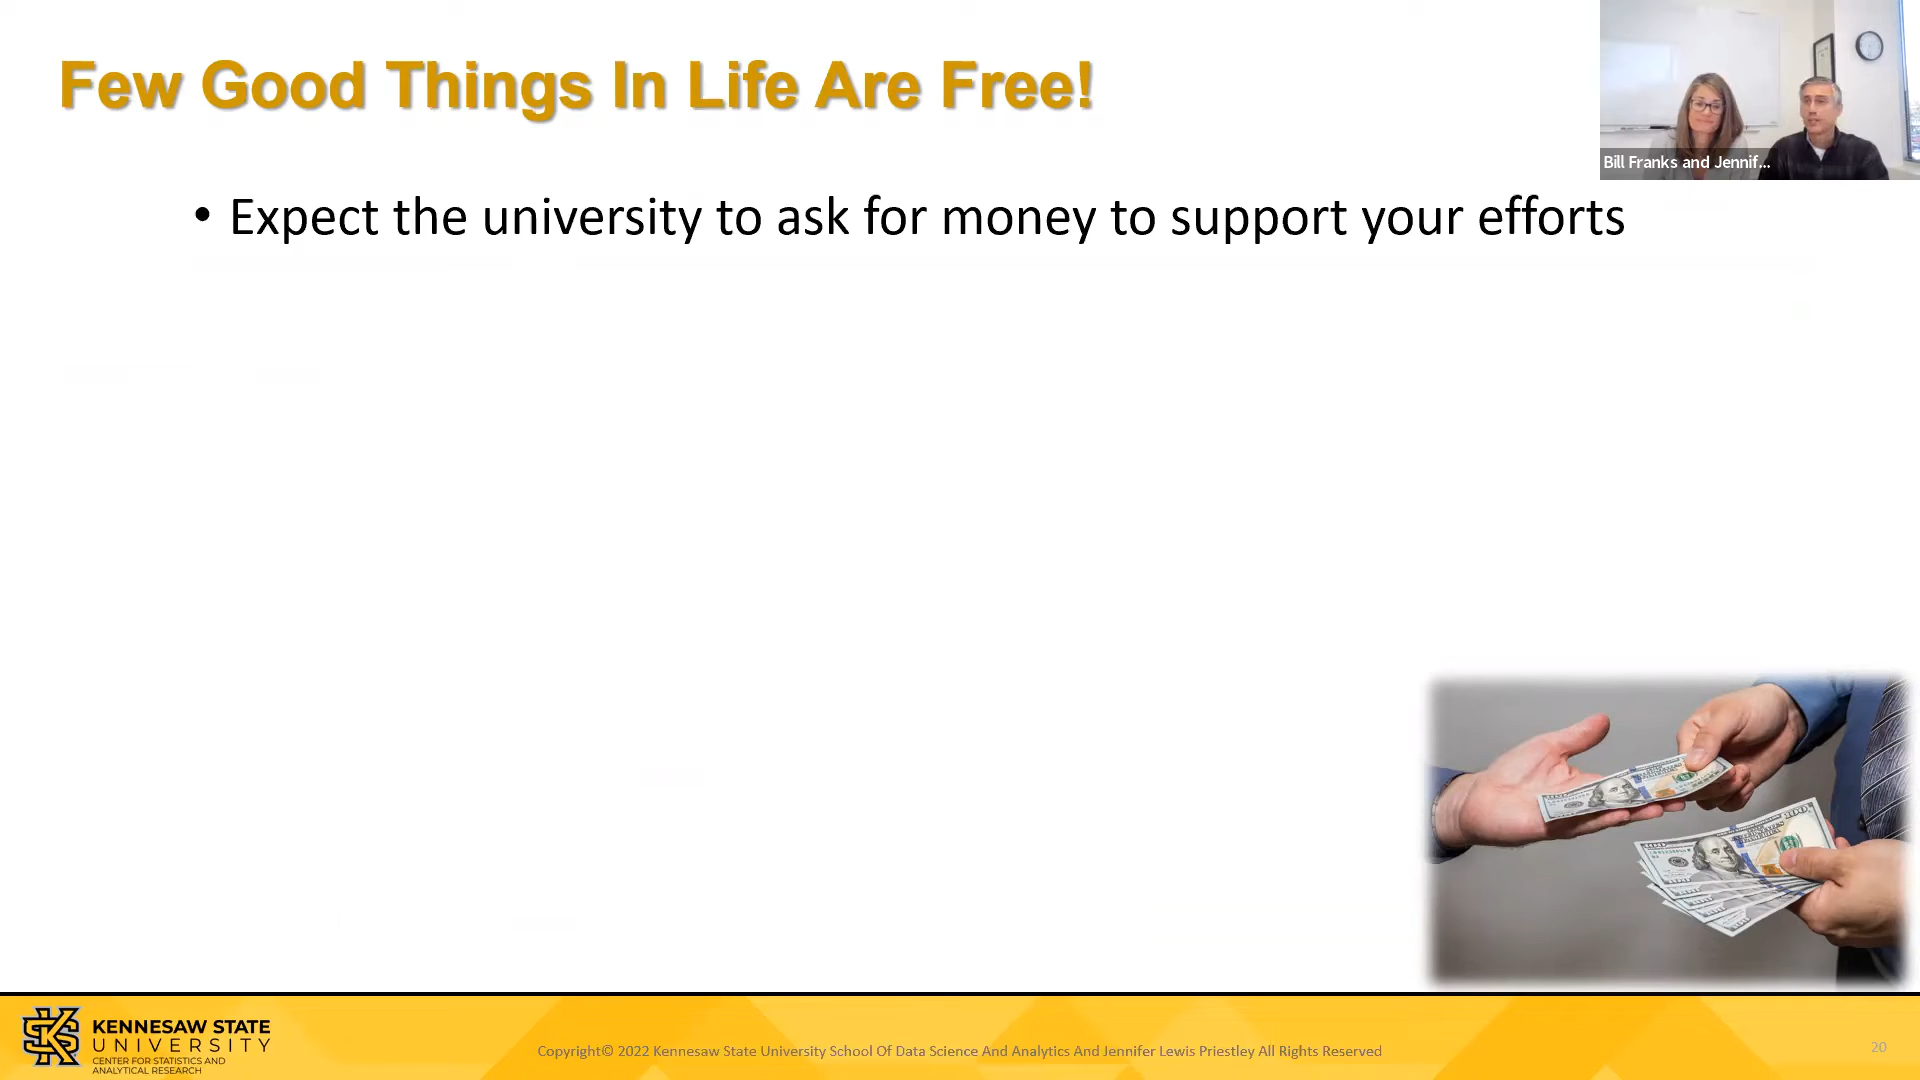 Few Good Things In Life Are Free!
Bill Franks and Jennif...
• Expect the university to ask for money to support your efforts
KENNESAW STATE
UNIVERSITY
CENTER FOR STATISTICS AND
ANALYTICAL RESEARCH
Copyright© 2022 Kennesaw State University School Of Data Science And Analytics And Jennifer Lewis Priestley All Rights Reserved
20